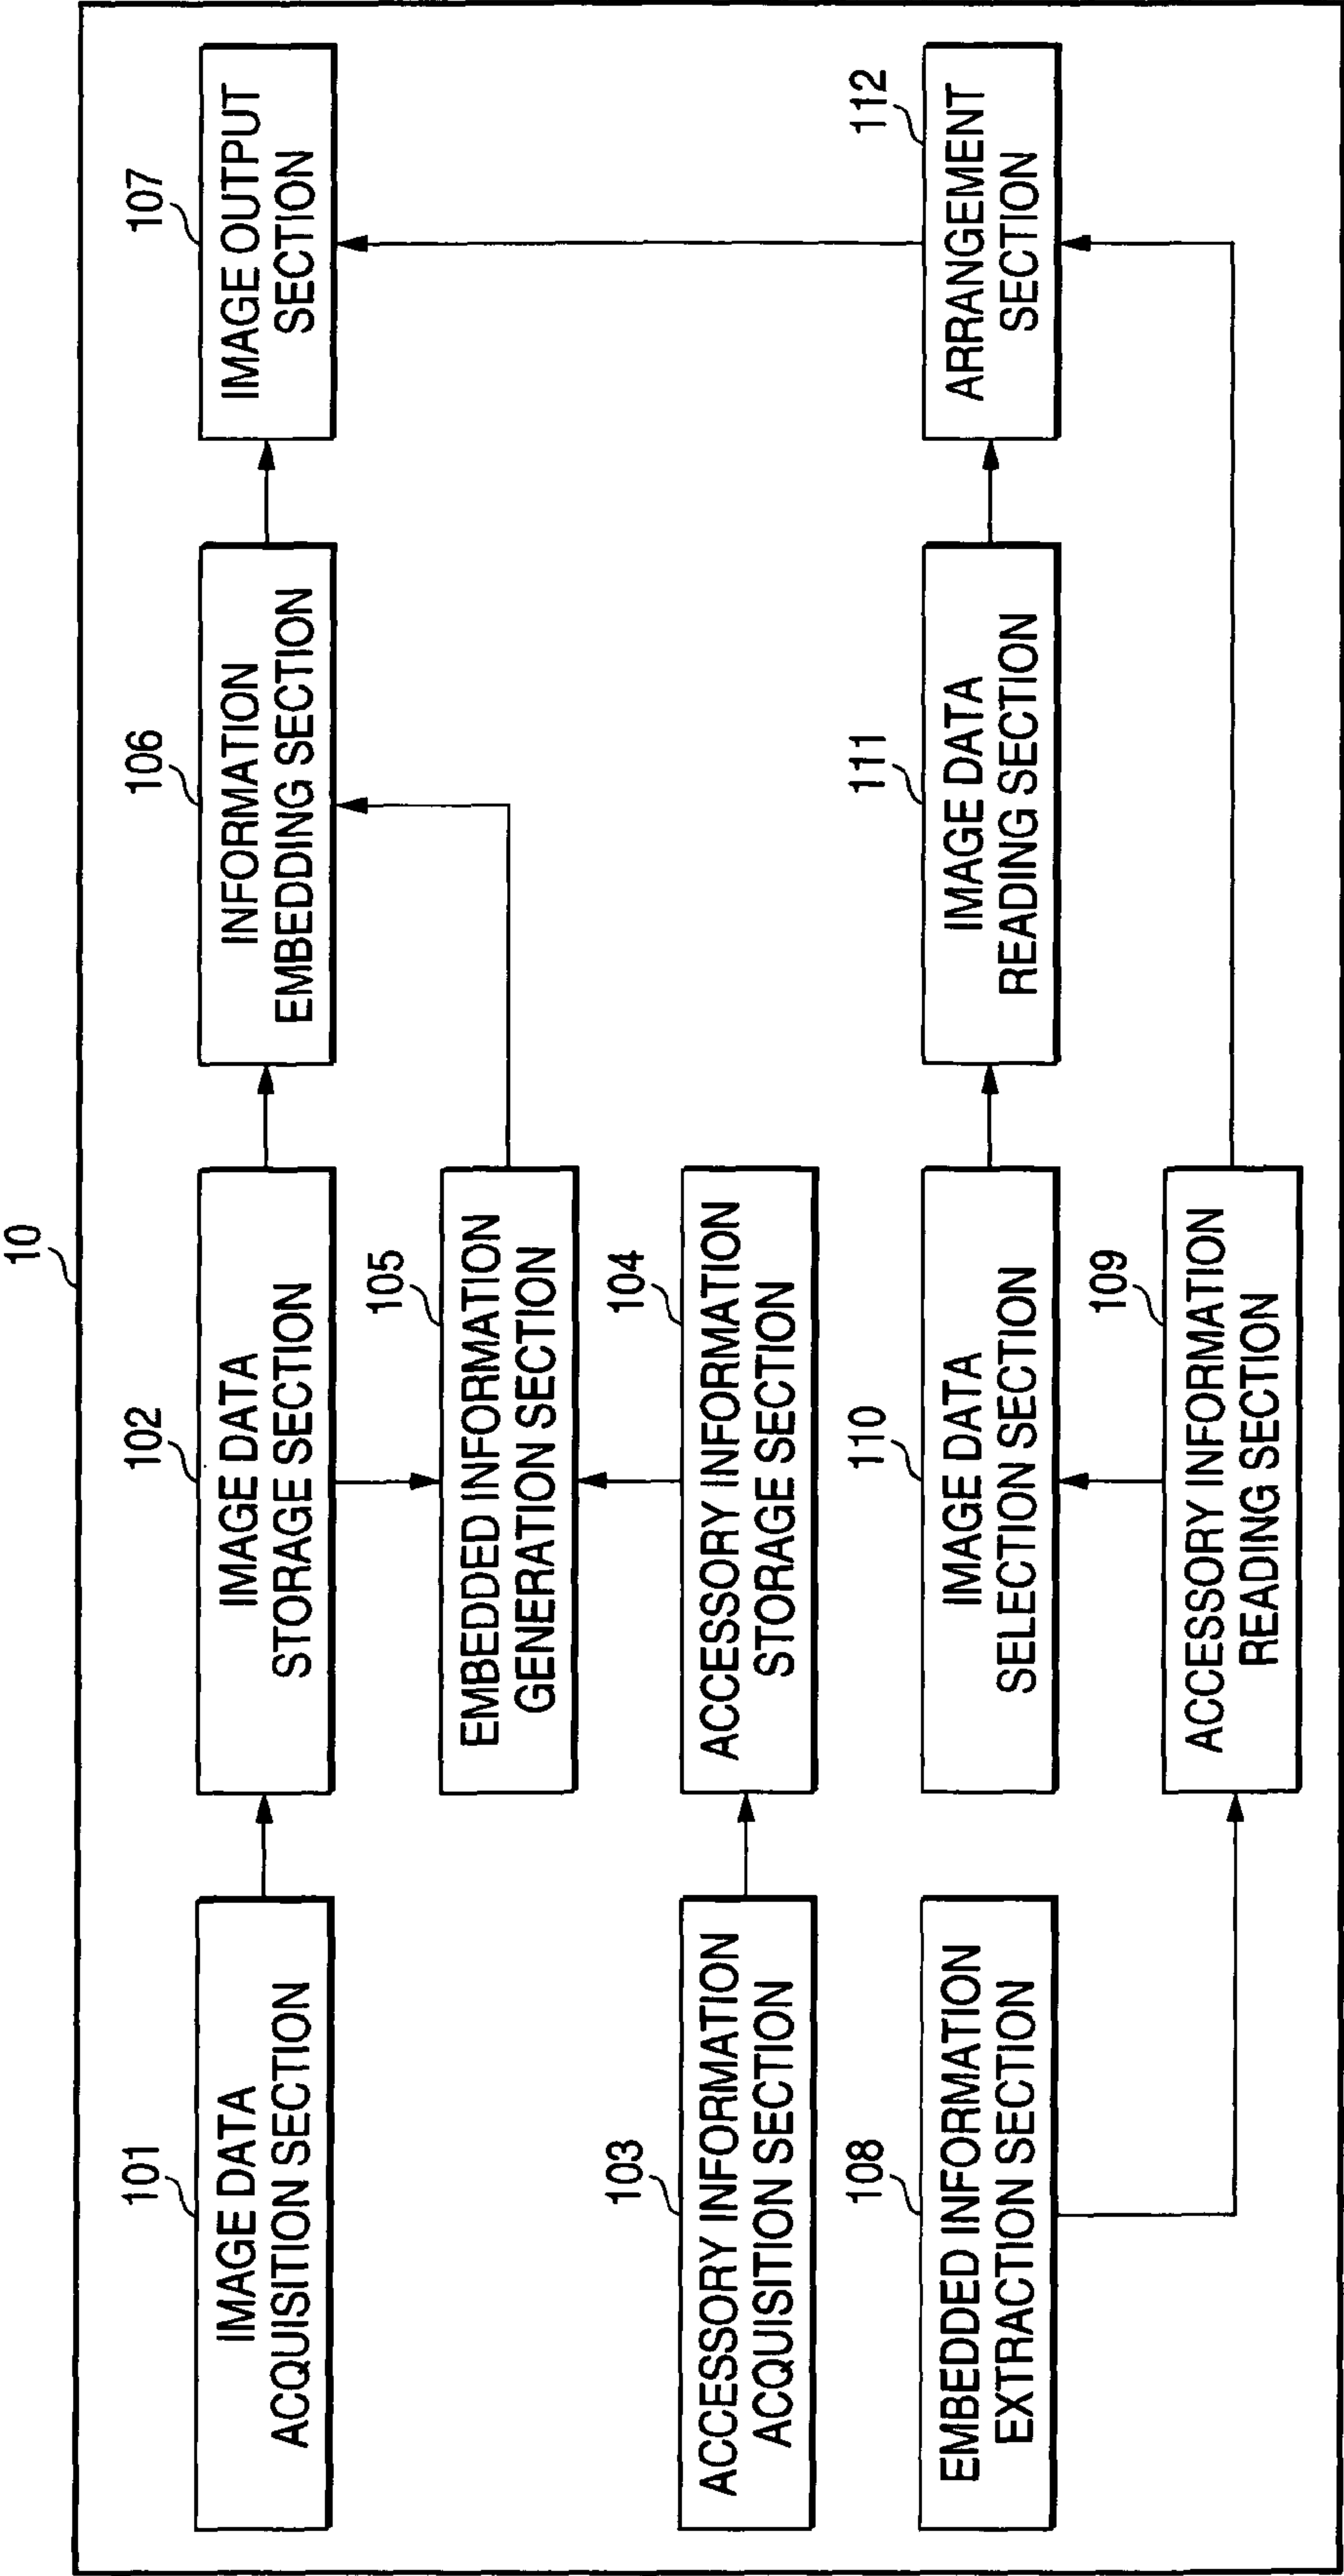 10
101
IMAGE DATA
ACQUISITION SECTION
102
IMAGE DATA
STORAGE SECTION
106
INFORMATION
EMBEDDING SECTION
107
IMAGE OUTPUT
SECTION
105
EMBEDDED INFORMATION
GENERATION SECTION
103
ACCESSORY INFORMATION
ACQUISITION SECTION
104
ACCESSORY INFORMATION
STORAGE SECTION
108
EMBEDDED INFORMATION
EXTRACTION SECTION
110
IMAGE DATA
SELECTION SECTION
111
IMAGE DATA
READING SECTION
112
ARRANGEMENT
SECTION
109
ACCESSORY INFORMATION
READING SECTION